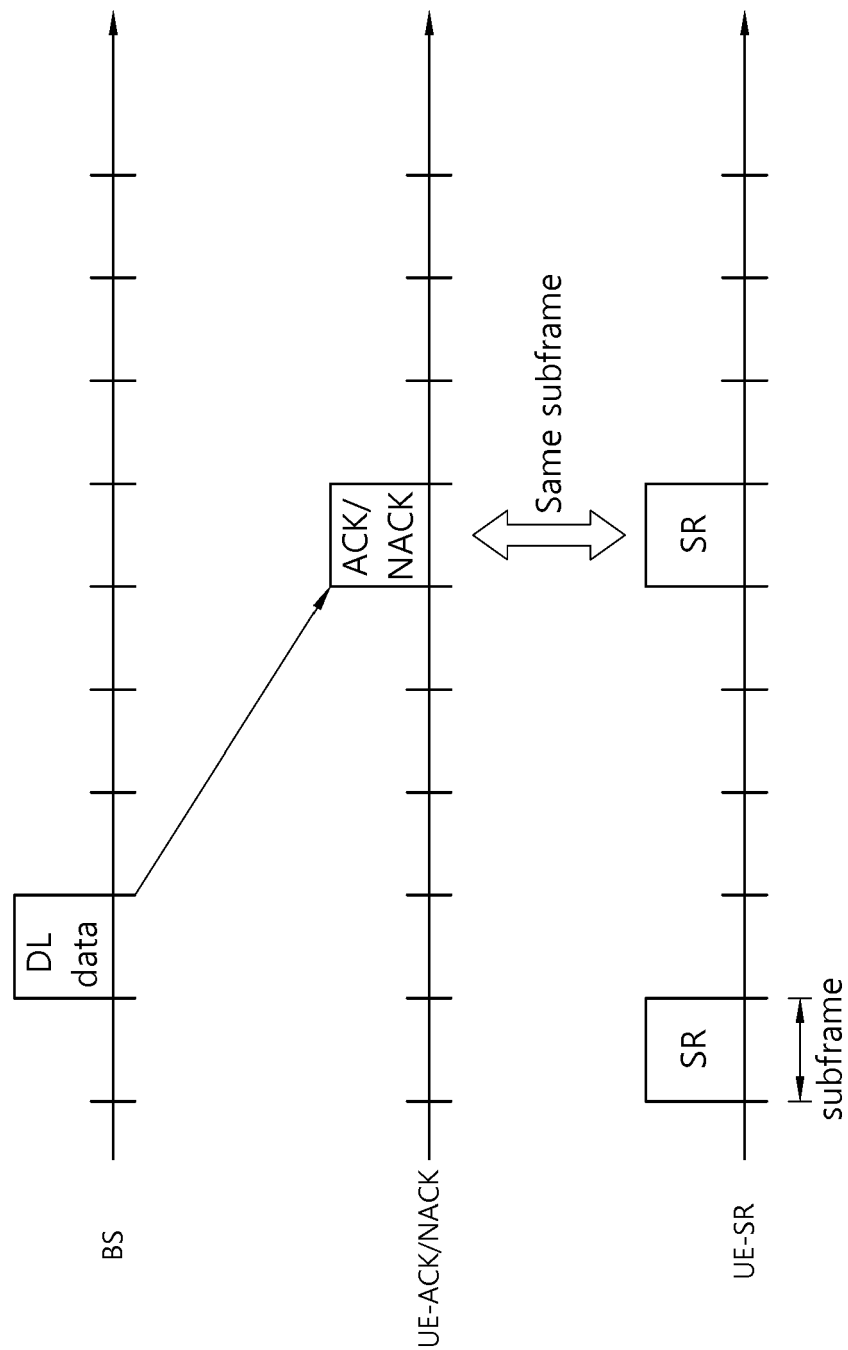 BS
DL
data
UE-ACK/NACK
ACK/
NACK
Same subframe
UE-SR
SR
SR
subframe